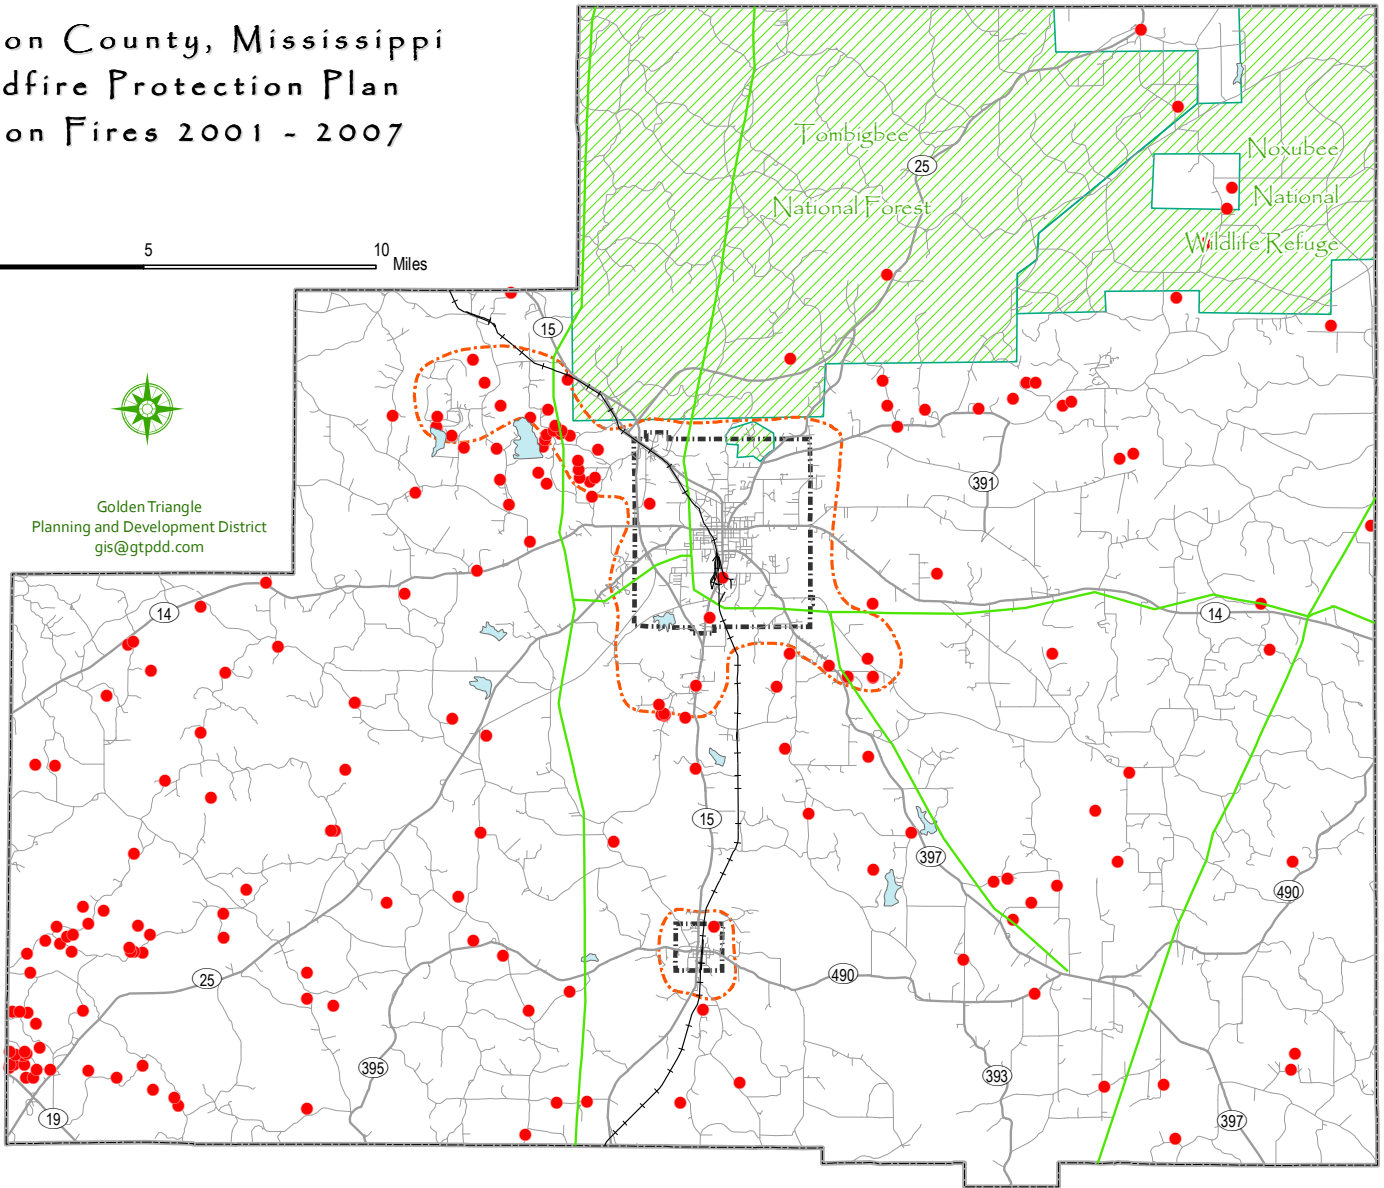 on County, Mississippi
dfire Protection Plan
on Fires 2001 - 2007
5
10
Miles
Golden Triangle
Planning and Development District
gis@gtpdd.com
Tombigbee
National Forest
Noxubee
National
Wildlife Refuge
25
15
391
14
14
15
397
490
25
490
395
393
19
397